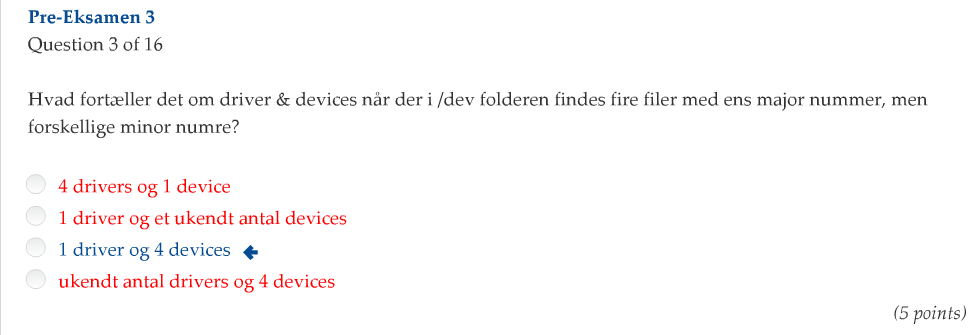 Pre-Eksamen 3
Question 3 of 16
Hvad fortæller det om driver & devices når der i /dev folderen findes fire filer med ens major nummer, men
forskellige minor numre?
4 drivers og 1 device
1 driver og et ukendt antal devices
1 driver og 4 devices
ukendt antal drivers og 4 devices
(5 points)